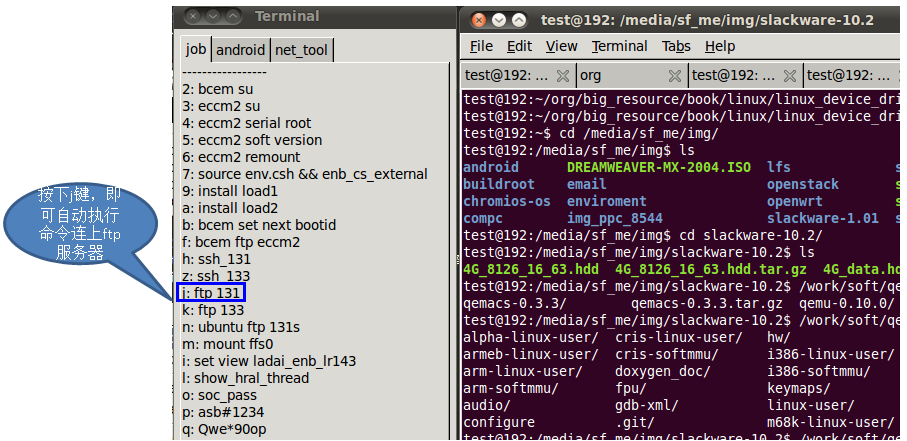 Terminal
job android net_tool
-----------------
2: bcem su
3: eccm2 su
4: eccm2 serial root
5: eccm2 soft version
6: eccm2 remount
7: source env.csh && enb_cs_external
9: install load1
a: install load2
b: bcem set next bootid
f: bcem ftp eccm2
h: ssh_131
z: ssh_133
j: ftp 131
k: ftp 133
n: ubuntu ftp 131s
m: mount ffs0
i: set view ladai_enb_lr143
l: show_hral_thread
o: soc_pass
p: asb#1234
q: Qwe*90op
按下j键，即
可自动执行
命令连上ftp
服务器
test@192: /media/sf_me/img/slackware-10.2
File Edit View Terminal Tabs Help
test@192: ... org test@192: ... test@192: ...
test@192:~/org/big_resource/book/linux/linux_device_dri
test@192:~/org/big_resource/book/linux/linux_device_dri
test@192:~$ cd /media/sf_me/img/
test@192:/media/sf_me/img$ ls
android DREAMWEAVER-MX-2004.ISO lfs s
buildroot email openstack s
chromios-os enviroment openwrt s
compc img_ppc_8544 slackware-1.01 s
test@192:/media/sf_me/img$ cd slackware-10.2/
test@192:/media/sf_me/img/slackware-10.2$ ls
4G_8126_16_63.hdd 4G_8126_16_63.hdd.tar.gz 4G_data.hd
test@192:/media/sf_me/img/slackware-10.2$ /work/soft/qe
qemacs-0.3.3/ qemacs-0.3.3.tar.gz qemu-0.10.0/
test@192:/media/sf_me/img/slackware-10.2$ /work/soft/qe
alpha-linux-user/ cris-linux-user/ hw/
armeb-linux-user/ cris-softmmu/ i386-linux-user/
arm-linux-user/ doxygen_doc/ i386-softmmu/
arm-softmmu/ fpu/ keymaps/
audio/ gdb-xml/ linux-user/
configure .git/ m68k-linux-user/
test@192:/media/sf_me/img/slackware-10.2$ /work/soft/qe